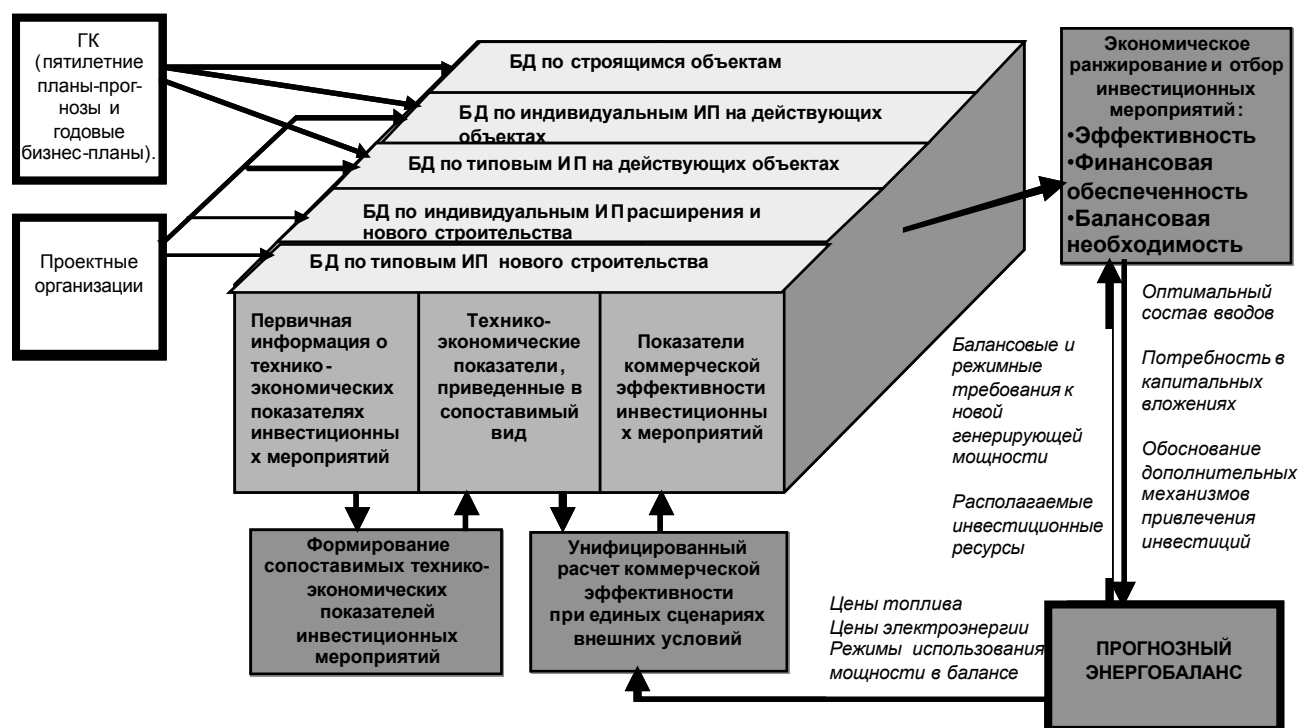 ГК
(пятилетние
планы-прог-
нозы и
годовые
бизнес-планы).
Проектные
организации
БД по строящимся объектам
БД по индивидуальным ИП на действующих
объектах
БД по типовым ИП на действующих объектах
БД по индивидуальным ИП расширения и
нового строительства
БД по типовым ИП нового строительства
Первичная
информация о
технико-
экономических
показателях
инвестиционны
х мероприятий
Технико-
экономические
показатели,
приведенные в
сопоставимый
вид
Показатели
коммерческой
эффективности
инвестиционны
х мероприятий
Формирование
сопоставимых технико-
экономических
показателей
инвестиционных
мероприятий
Унифицированный
расчет коммерческой
эффективности
при единых сценариях
внешних условий
Экономическое
ранжирование и отбор
инвестиционных
мероприятий:
•Эффективность
•Финансовая
обеспеченность
•Балансовая
необходимость
Балансовые и
режимные
требования к
новой
генерирующей
мощности
Располагаемые
инвестиционные
ресурсы
Оптимальный
состав вводов
Потребность в
капитальных
вложениях
Обоснование
дополнительных
механизмов
привлечения
инвестиций
Цены топлива
Цены электроэнергии
Режимы использования
мощности в балансе
ПРОГНОЗНЫЙ
ЭНЕРГОБАЛАНС